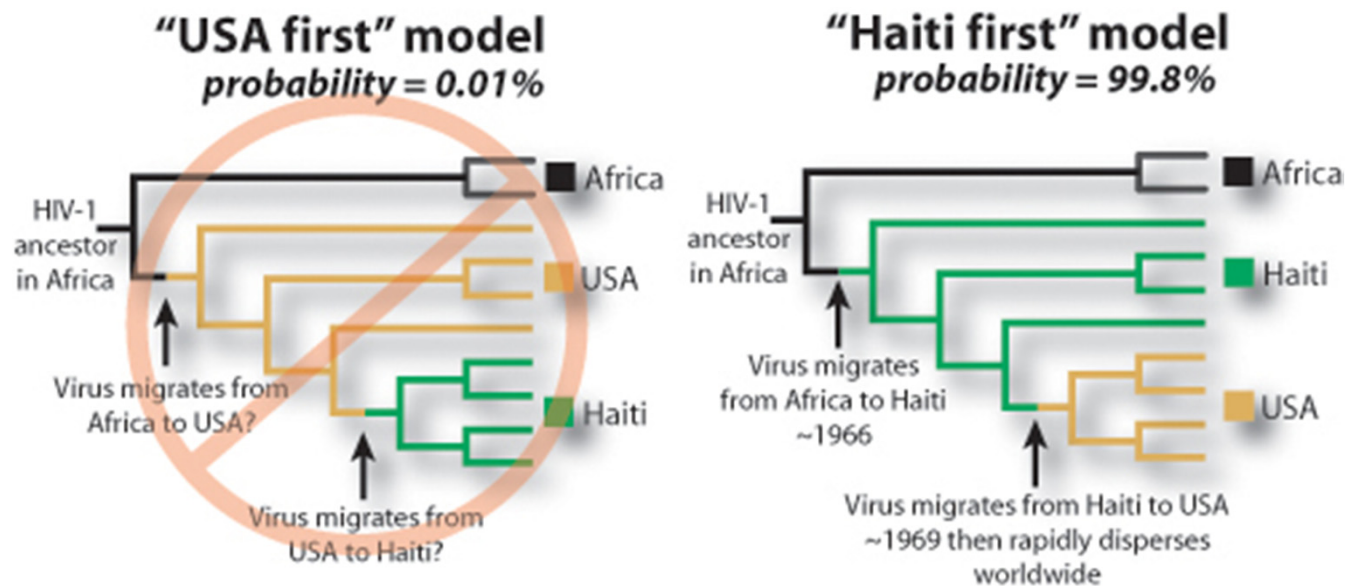 “USA first” model
probability = 0.01%
HIV-1
ancestor
in Africa
Africa
USA
Haiti
Virus migrates from
Africa to USA?
Virus migrates from
USA to Haiti?
“Haiti first” model
probability = 99.8%
HIV-1
ancestor
in Africa
Africa
Haiti
USA
Virus migrates
from Africa to Haiti
~1966
Virus migrates from Haiti to USA
~1969 then rapidly disperses
worldwide